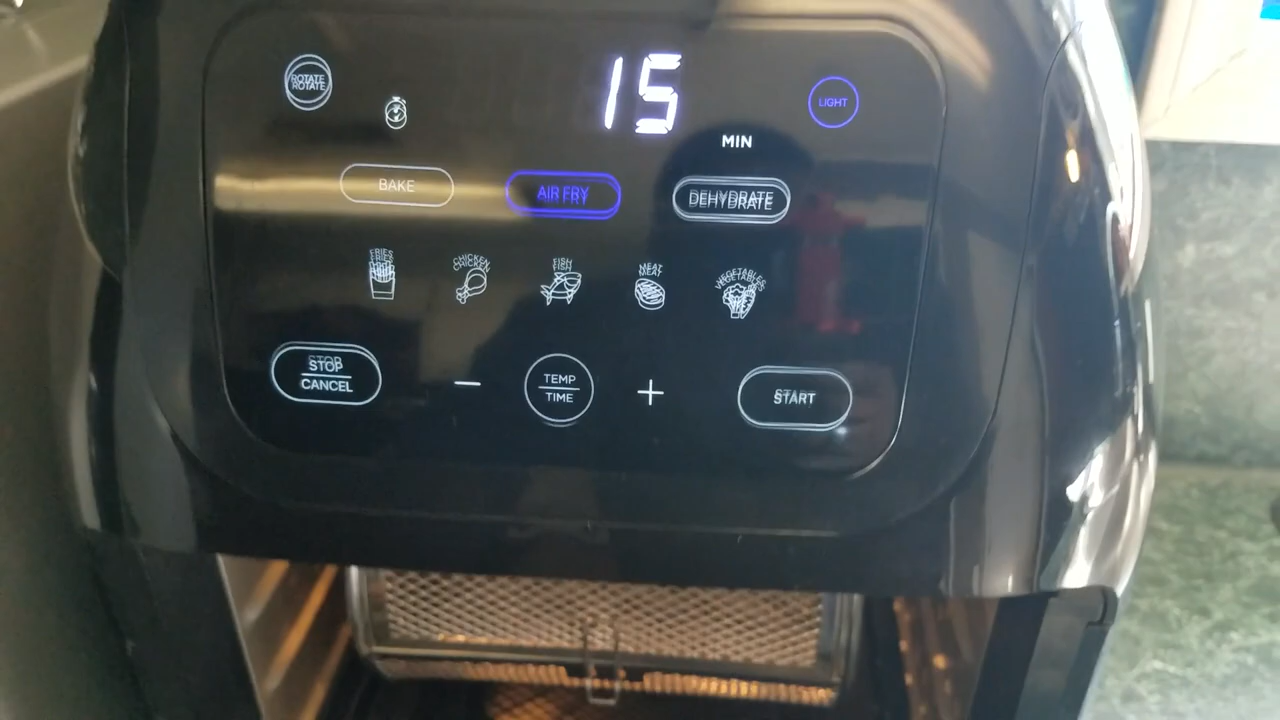 ROTATE
15
LIGHT
MIN
BAKE
AIR FRY
DEHYDRATE
FRIES
CHICKEN
FISH
MEAT
VEGETABLES
STOP
CANCEL
−
TEMP
TIME
+
START